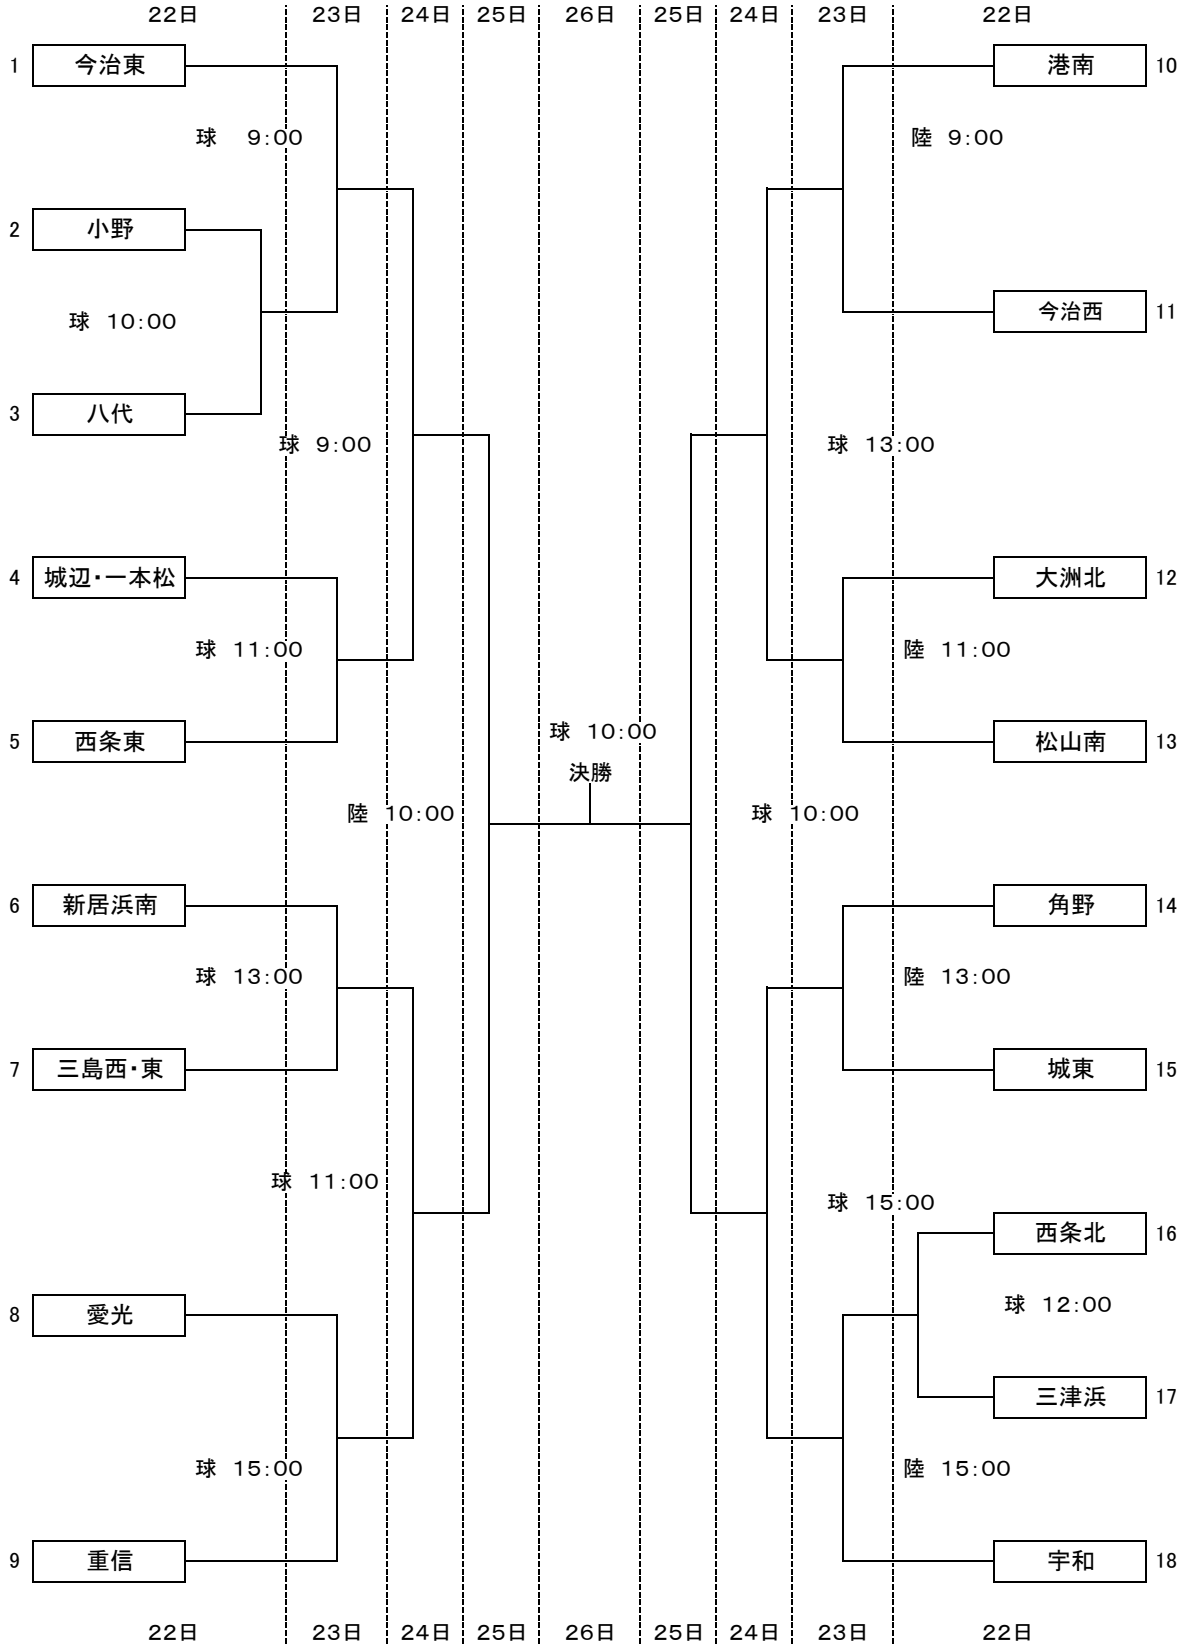 22日 23日 24日 25日 26日 25日 24日 23日 22日
1 今治東 港南 10
球 9:00 陸 9:00
2 小野
球 10:00 今治西 11
3 八代
球 9:00 球 13:00
4 城辺・一本松 大洲北 12
球 11:00 陸 11:00
球 10:00
5 西条東 松山南 13
決勝
陸 10:00 球 10:00
6 新居浜南 角野 14
球 13:00 陸 13:00
7 三島西・東 城東 15
球 11:00 球 15:00
西条北 16
8 愛光 球 12:00
三津浜 17
球 15:00 陸 15:00
9 重信 宇和 18
22日 23日 24日 25日 26日 25日 24日 23日 22日